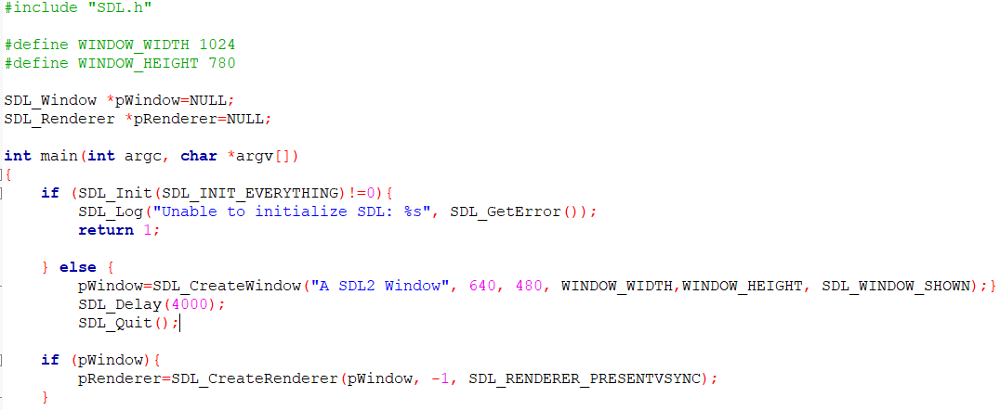 #include "SDL.h"
#define WINDOW_WIDTH 1024
#define WINDOW_HEIGHT 780
SDL_Window *pWindow=NULL;
SDL_Renderer *pRenderer=NULL;
int main(int argc, char *argv[])
{
if (SDL_Init(SDL_INIT_EVERYTHING)!=0){
SDL_Log("Unable to initialize SDL: %s", SDL_GetError());
return 1;
} else {
pWindow=SDL_CreateWindow("A SDL2 Window", 640, 480, WINDOW_WIDTH,WINDOW_HEIGHT, SDL_WINDOW_SHOWN);}
SDL_Delay(4000);
SDL_Quit();
if (pWindow){
pRenderer=SDL_CreateRenderer(pWindow, -1, SDL_RENDERER_PRESENTVSYNC);
}